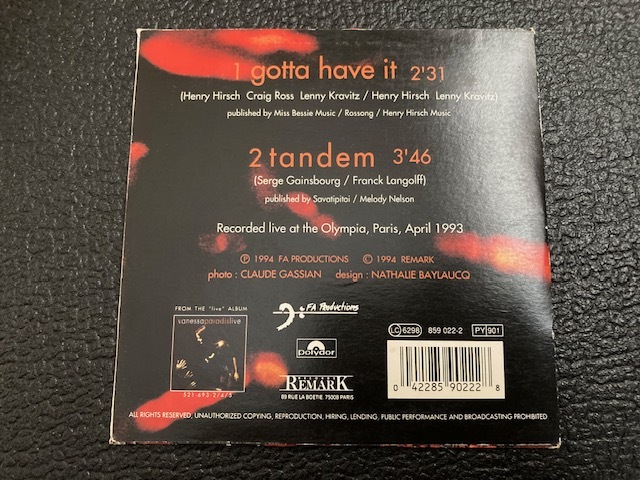 1 gotta have it 2'31
(Henry Hirsch Craig Ross Lenny Kravitz / Henry Hirsch Lenny Kravitz)
published by Miss Bessie Music / Rossong / Henry Hirsch Music
2 tandem 3'46
(Serge Gainsbourg / Franck Langolff)
published by Savatipitoi / Melody Nelson
Recorded live at the Olympia, Paris, April 1993
℗ 1994 FA PRODUCTIONS © 1994 REMARK
photo : CLAUDE GASSIAN design : NATHALIE BAYLAUCQ
FROM THE "live" ALBUM
vanessaparadislive
521-693-2/4/5
FA Productions
Polydor
REMARK
89 RUE LA BOETIE. 75008 PARIS
LC 6298 859 022-2 PY 901
0 42285 90222 8
ALL RIGHTS RESERVED, UNAUTHORIZED COPYING, REPRODUCTION, HIRING, LENDING, PUBLIC PERFORMANCE AND BROADCASTING PROHIBITED